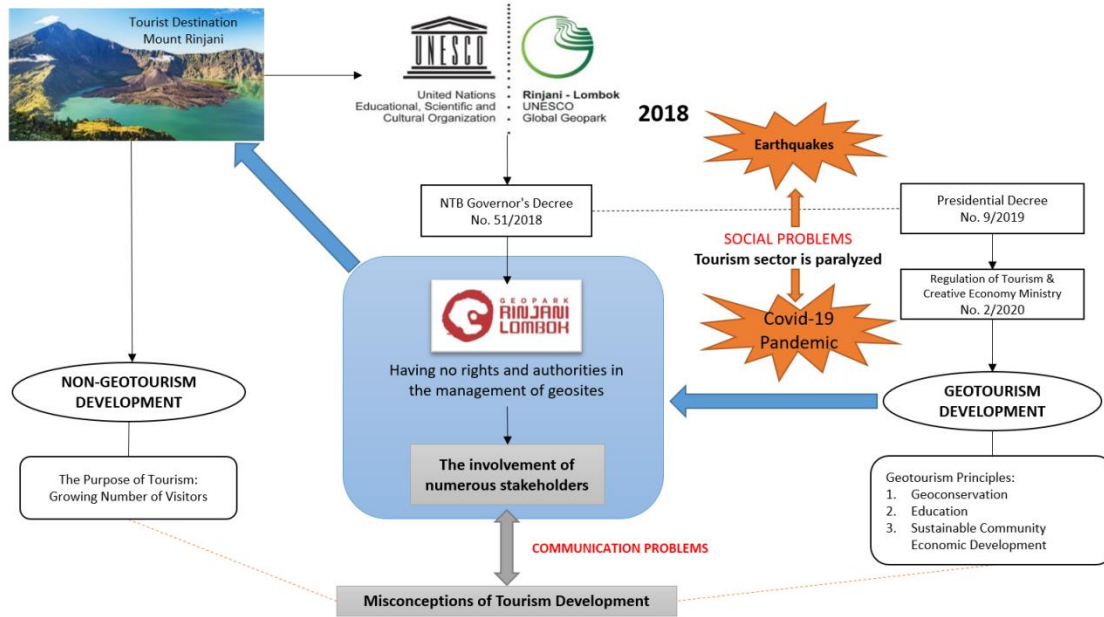 Tourist Destination
Mount Rinjani
UNESCO
United Nations
Educational, Scientific and
Cultural Organization
Rinjani - Lombok
UNESCO
Global Geopark
2018
Earthquakes
NTB Governor's Decree
No. 51/2018
Presidential Decree
No. 9/2019
SOCIAL PROBLEMS
Tourism sector is paralyzed
Regulation of Tourism &
Creative Economy Ministry
No. 2/2020
GEOPARK
RINJANI
LOMBOK
Covid-19
Pandemic
Having no rights and authorities in
the management of geosites
NON-GEOTOURISM
DEVELOPMENT
GEOTOURISM
DEVELOPMENT
The involvement of
numerous stakeholders
The Purpose of Tourism:
Growing Number of Visitors
Geotourism Principles:
1. Geoconservation
2. Education
3. Sustainable Community
Economic Development
COMMUNICATION PROBLEMS
Misconceptions of Tourism Development